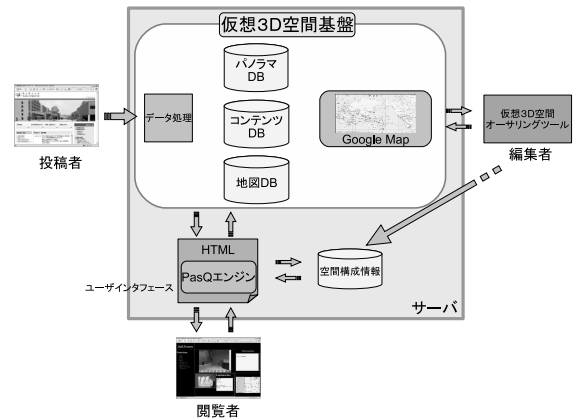 仮想3D空間基盤
パノラマ
DB
データ処理
コンテンツ
DB
Google Map
仮想3D空間
オーサリングツール
投稿者
編集者
地図DB
HTML
PasQエンジン
空間構成情報
ユーザインタフェース
サーバ
閲覧者